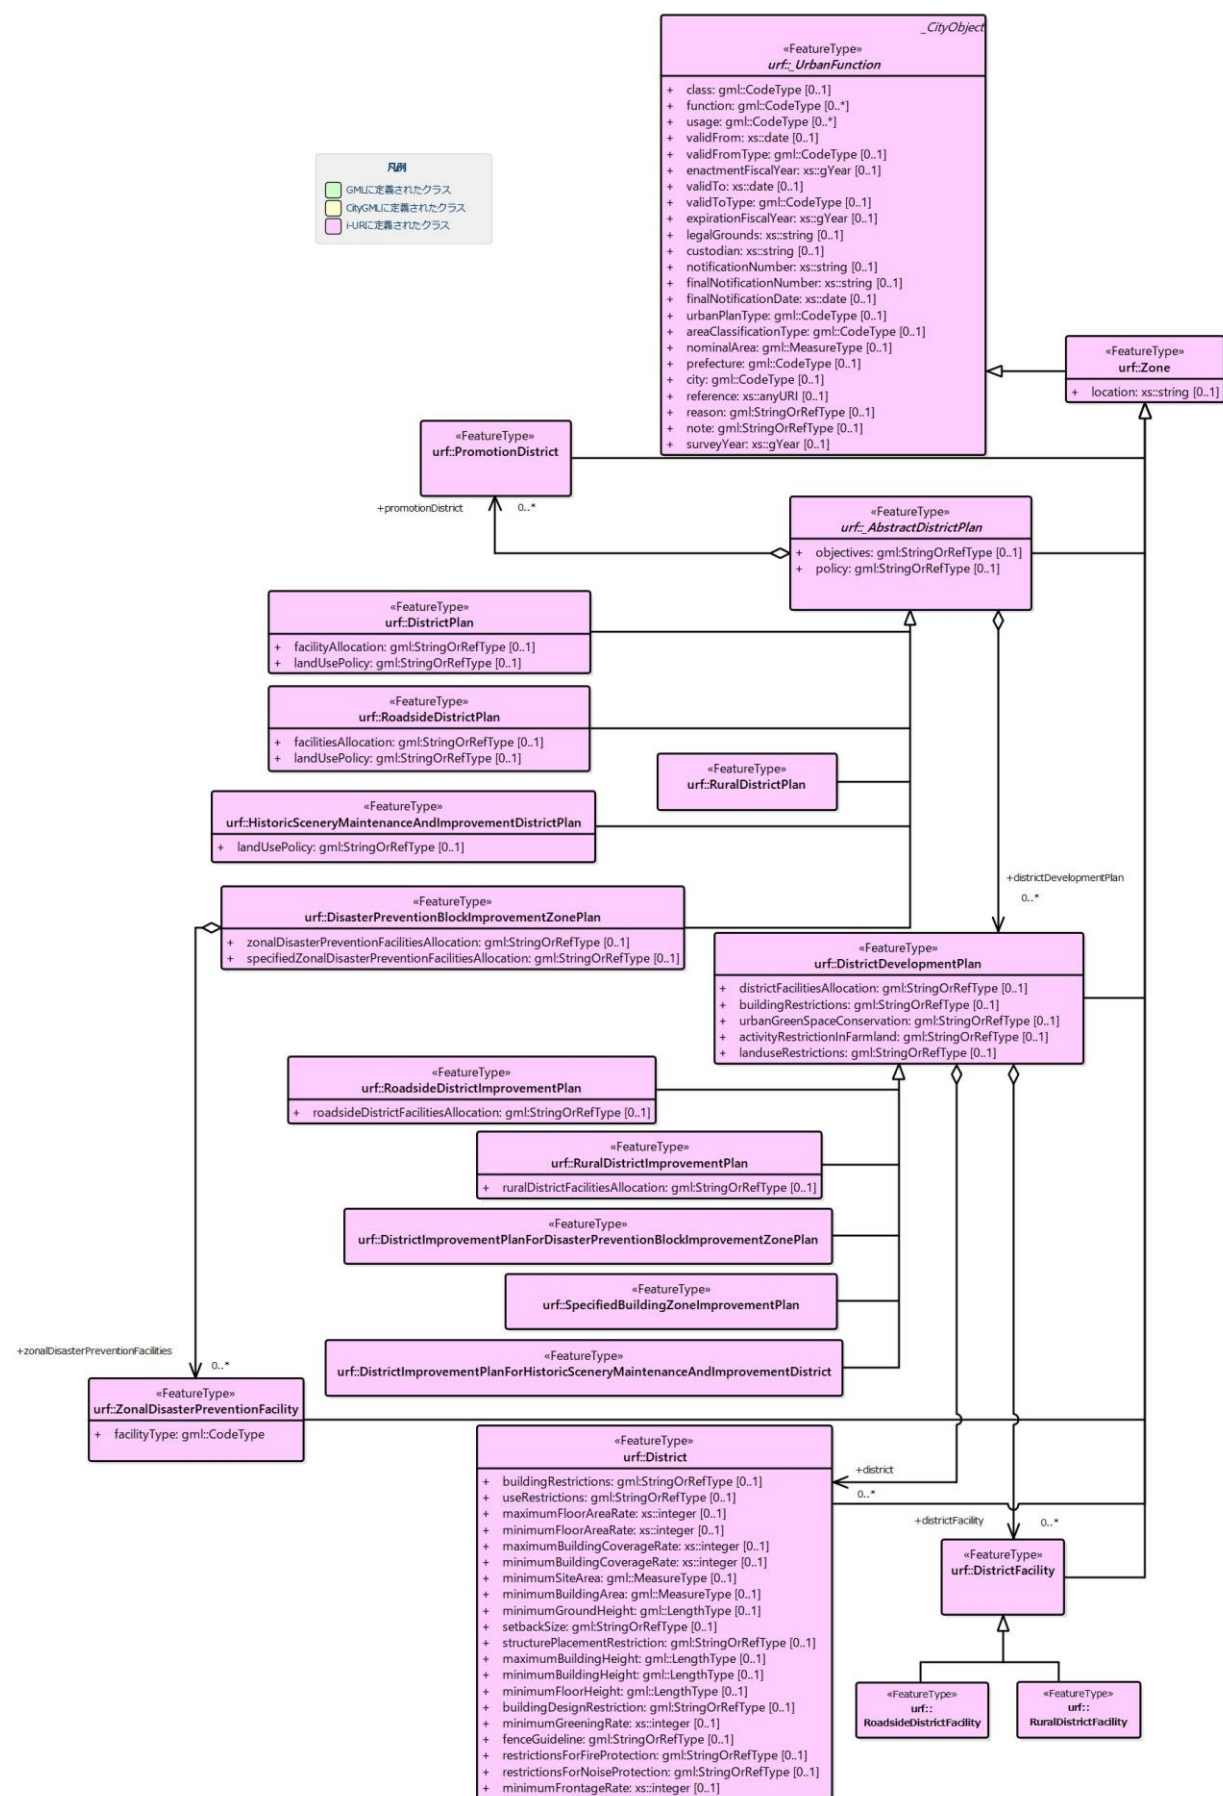 _CityObject
«FeatureType»
urf::_UrbanFunction
+ class: gml::CodeType [0..1]
+ function: gml::CodeType [0..*]
+ usage: gml::CodeType [0..*]
+ validFrom: xs::date [0..1]
+ validFromType: gml::CodeType [0..1]
+ enactmentFiscalYear: xs::gYear [0..1]
+ validTo: xs::date [0..1]
+ validToType: gml::CodeType [0..1]
+ expirationFiscalYear: xs::gYear [0..1]
+ legalGrounds: xs::string [0..1]
+ custodian: xs::string [0..1]
+ notificationNumber: xs::string [0..1]
+ finalNotificationNumber: xs::string [0..1]
+ finalNotificationDate: xs::date [0..1]
+ urbanPlanType: gml::CodeType [0..1]
+ areaClassificationType: gml::CodeType [0..1]
+ nominalArea: gml::MeasureType [0..1]
+ prefecture: gml::CodeType [0..1]
+ city: gml::CodeType [0..1]
+ reference: xs::anyURI [0..1]
+ reason: gml:StringOrRefType [0..1]
+ note: gml:StringOrRefType [0..1]
+ surveyYear: xs::gYear [0..1]
凡例
GMLに定義されたクラス
CityGMLに定義されたクラス
i-URに定義されたクラス
«FeatureType»
urf::Zone
+ location: xs::string [0..1]
«FeatureType»
urf::PromotionDistrict
+promotionDistrict
0..*
«FeatureType»
urf::_AbstractDistrictPlan
+ objectives: gml:StringOrRefType [0..1]
+ policy: gml:StringOrRefType [0..1]
«FeatureType»
urf::DistrictPlan
+ facilityAllocation: gml:StringOrRefType [0..1]
+ landUsePolicy: gml:StringOrRefType [0..1]
«FeatureType»
urf::RoadsideDistrictPlan
+ facilitiesAllocation: gml:StringOrRefType [0..1]
+ landUsePolicy: gml:StringOrRefType [0..1]
«FeatureType»
urf::RuralDistrictPlan
«FeatureType»
urf::HistoricSceneryMaintenanceAndImprovementDistrictPlan
+ landUsePolicy: gml:StringOrRefType [0..1]
+districtDevelopmentPlan
0..*
«FeatureType»
urf::DisasterPreventionBlockImprovementZonePlan
+ zonalDisasterPreventionFacilitiesAllocation: gml:StringOrRefType [0..1]
+ specifiedZonalDisasterPreventionFacilitiesAllocation: gml:StringOrRefType [0..1]
«FeatureType»
urf::DistrictDevelopmentPlan
+ districtFacilitiesAllocation: gml:StringOrRefType [0..1]
+ buildingRestrictions: gml:StringOrRefType [0..1]
+ urbanGreenSpaceConservation: gml:StringOrRefType [0..1]
+ activityRestrictionInFarmland: gml:StringOrRefType [0..1]
+ landuseRestrictions: gml:StringOrRefType [0..1]
«FeatureType»
urf::RoadsideDistrictImprovementPlan
+ roadsideDistrictFacilitiesAllocation: gml:StringOrRefType [0..1]
«FeatureType»
urf::RuralDistrictImprovementPlan
+ ruralDistrictFacilitiesAllocation: gml:StringOrRefType [0..1]
«FeatureType»
urf::DistrictImprovementPlanForDisasterPreventionBlockImprovementZonePlan
«FeatureType»
urf::SpecifiedBuildingZoneImprovementPlan
«FeatureType»
urf::DistrictImprovementPlanForHistoricSceneryMaintenanceAndImprovementDistrict
+zonalDisasterPreventionFacilities
0..*
«FeatureType»
urf::ZonalDisasterPreventionFacility
+ facilityType: gml::CodeType
«FeatureType»
urf::District
+ buildingRestrictions: gml:StringOrRefType [0..1]
+ useRestrictions: gml:StringOrRefType [0..1]
+ maximumFloorAreaRate: xs::integer [0..1]
+ minimumFloorAreaRate: xs::integer [0..1]
+ maximumBuildingCoverageRate: xs::integer [0..1]
+ minimumBuildingCoverageRate: xs::integer [0..1]
+ minimumSiteArea: gml::MeasureType [0..1]
+ minimumBuildingArea: gml::MeasureType [0..1]
+ minimumGroundHeight: gml::LengthType [0..1]
+ setbackSize: gml:StringOrRefType [0..1]
+ structurePlacementRestriction: gml:StringOrRefType [0..1]
+ maximumBuildingHeight: gml::LengthType [0..1]
+ minimumBuildingHeight: gml::LengthType [0..1]
+ minimumFloorHeight: gml::LengthType [0..1]
+ buildingDesignRestriction: gml:StringOrRefType [0..1]
+ minimumGreeningRate: xs::integer [0..1]
+ fenceGuideline: gml:StringOrRefType [0..1]
+ restrictionsForFireProtection: gml:StringOrRefType [0..1]
+ restrictionsForNoiseProtection: gml:StringOrRefType [0..1]
+ minimumFrontageRate: xs::integer [0..1]
+district
0..*
+districtFacility
0..*
«FeatureType»
urf::DistrictFacility
«FeatureType»
urf::
RoadsideDistrictFacility
«FeatureType»
urf::
RuralDistrictFacility